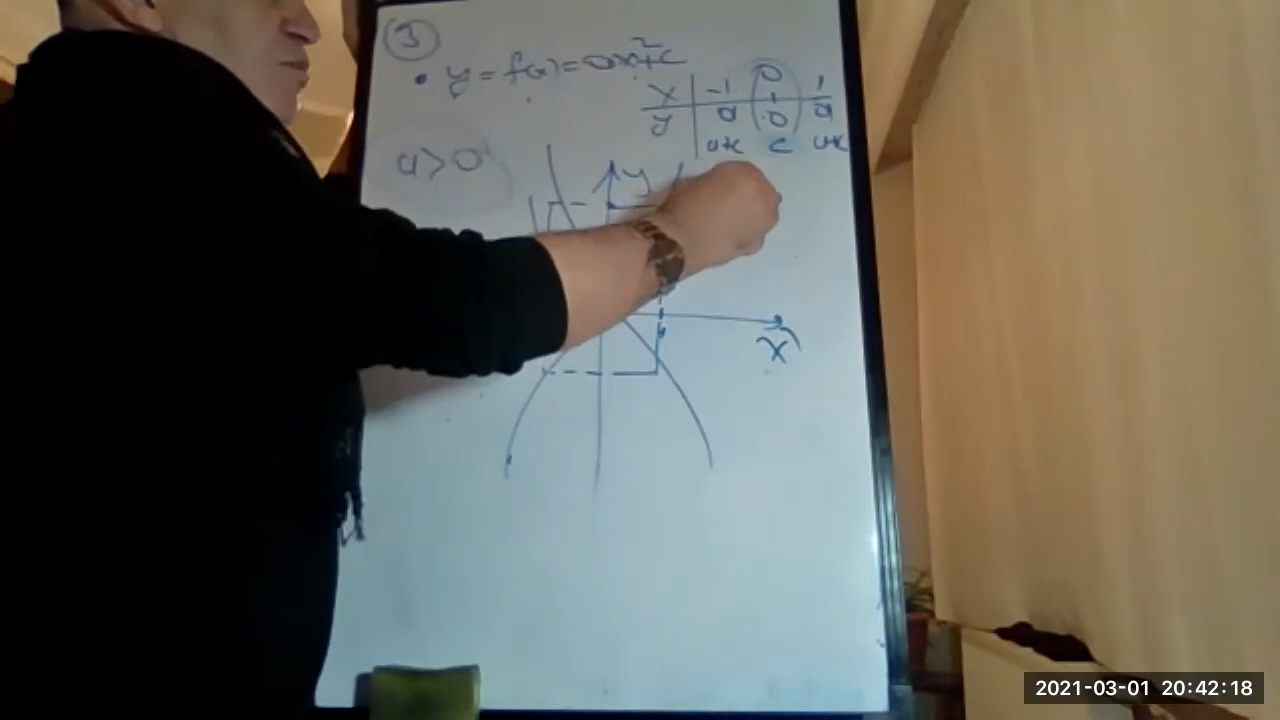 3
• y = f(x) = ax²+c
x | -1 0 1
y | a 0 a
a+c c a+c
a>0
y
x
2021-03-01 20:42:18